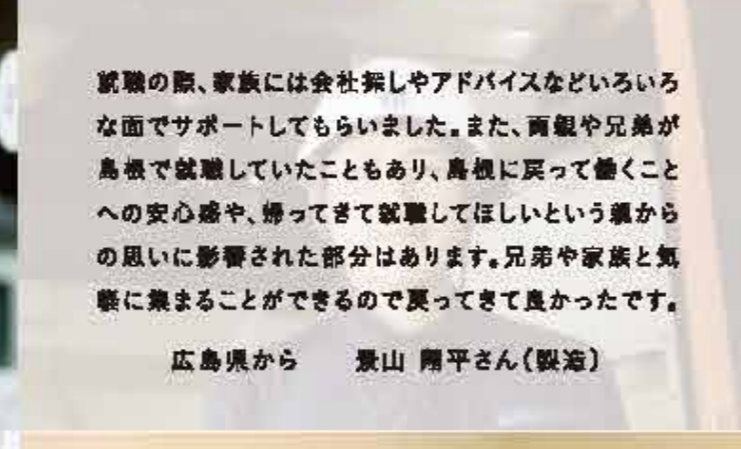 就職の際、家族には会社探しやアドバイスなどいろいろ
な面でサポートしてもらいました。また、両親や兄弟が
島根で就職していたこともあり、島根に戻って働くこと
への安心感や、帰ってきて就職してほしいという親から
の思いに影響された部分はあります。兄弟や家族と気
軽に集まることができるので戻ってきて良かったです。
広島県から 景山 翔平さん（製造）